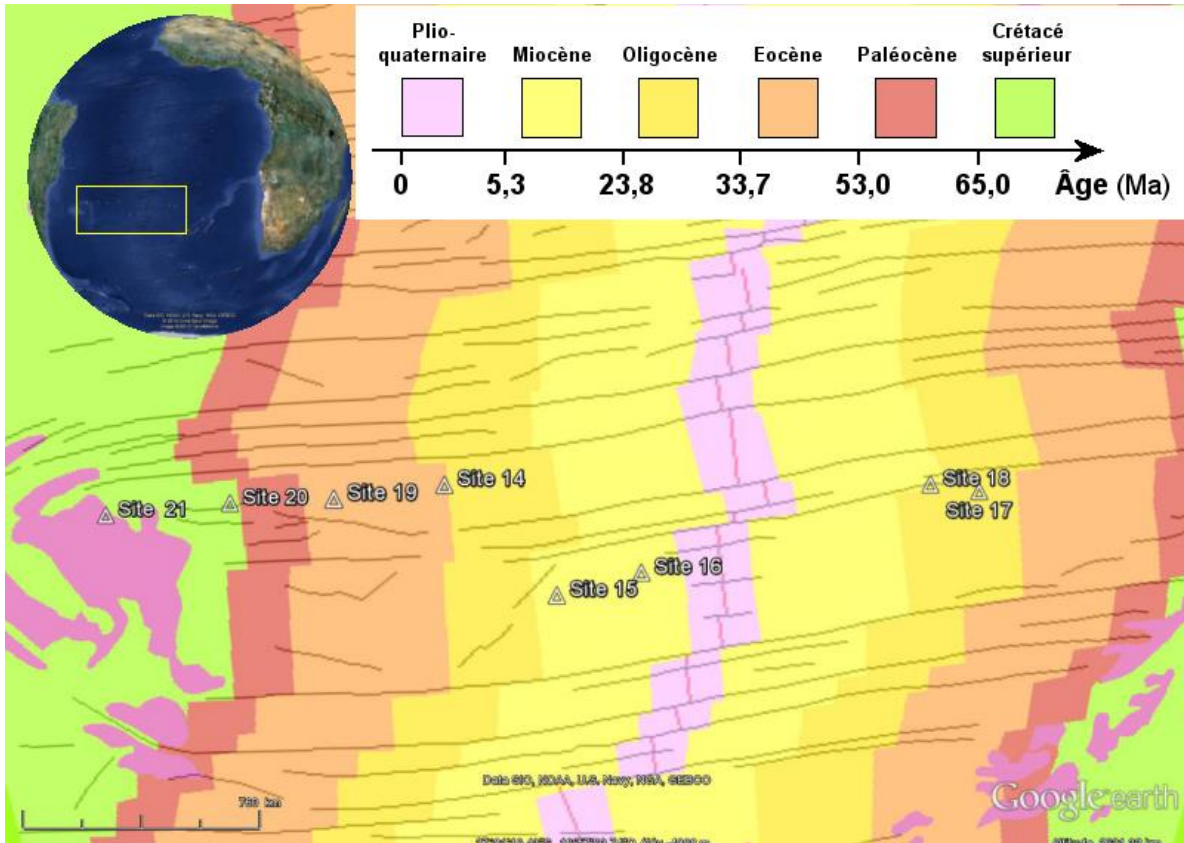 Plio-
quaternaire
Miocène
Oligocène
Eocène
Paléocène
Crétacé
supérieur
0
5,3
23,8
33,7
53,0
65,0
Âge (Ma)
Site 14
Site 18
Site 17
Site 19
Site 20
Site 21
Site 16
Site 15
Data SIO, NOAA, U.S. Navy, NGA, GEBCO
Google earth